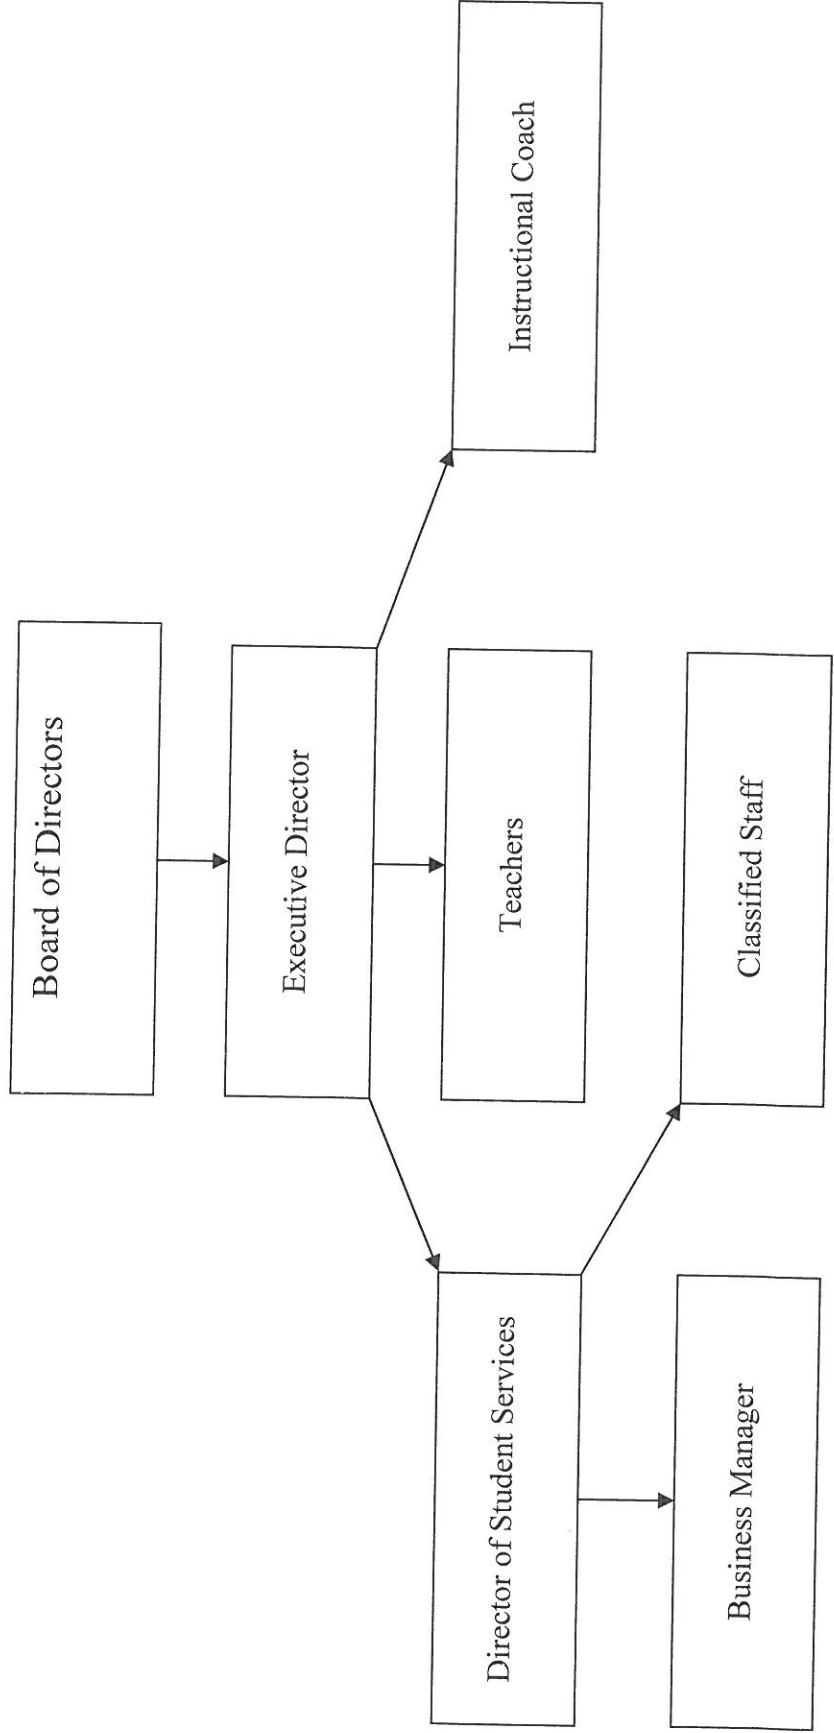 Board of Directors
Executive Director
Director of Student Services
Teachers
Instructional Coach
Business Manager
Classified Staff